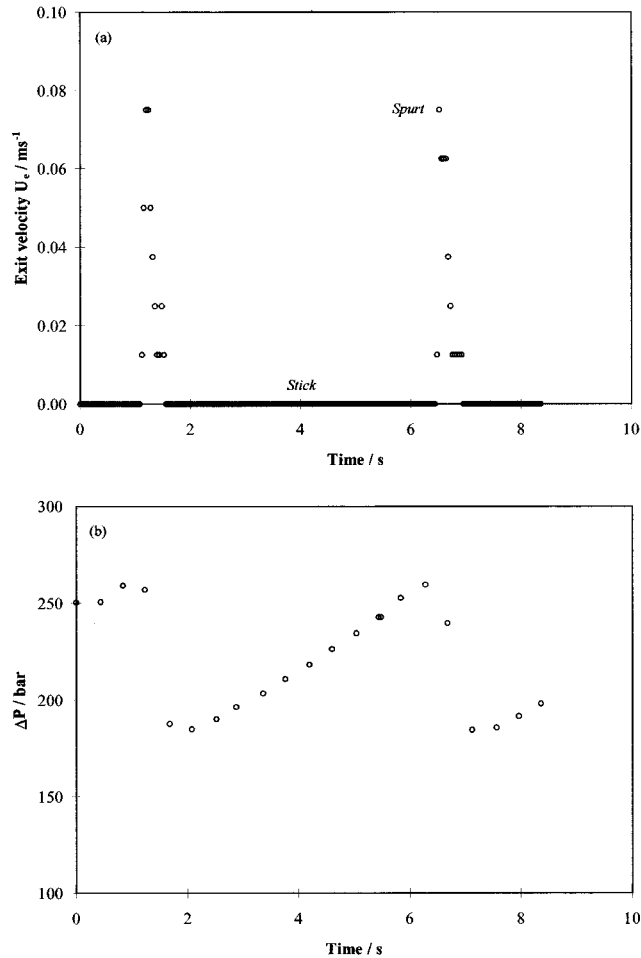 0.10
(a)
0.08
Spurt
0.06
Exit velocity Uₑ / ms⁻¹
0.04
0.02
Stick
0.00
0 2 4 6 8 10
Time / s
300
(b)
250
ΔP / bar
200
150
100
0 2 4 6 8 10
Time / s